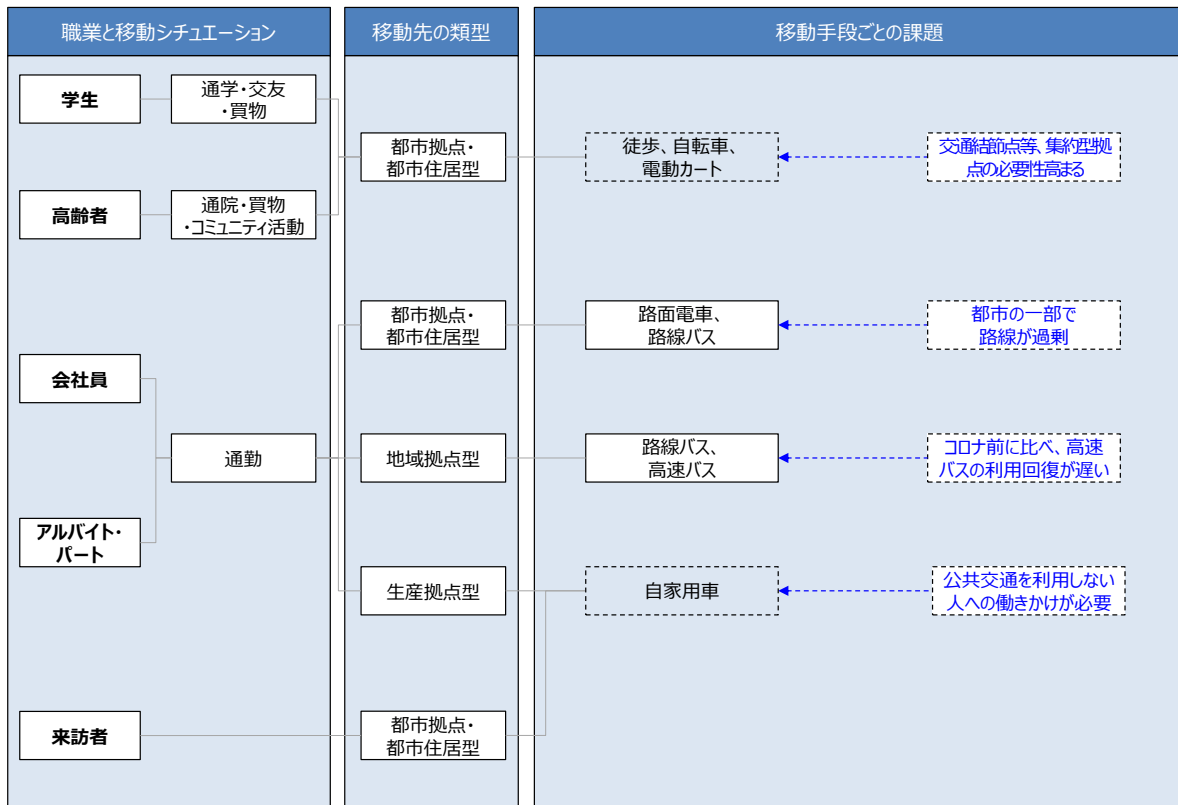 職業と移動シチュエーション
移動先の類型
移動手段ごとの課題
学生
通学・交友
・買物
都市拠点・
都市住居型
徒歩、自転車、
電動カート
交通結節点等、集約型拠
点の必要性高まる
高齢者
通院・買物
・コミュニティ活動
都市拠点・
都市住居型
路面電車、
路線バス
都市の一部で
路線が過剰
会社員
通勤
地域拠点型
路線バス、
高速バス
コロナ前に比べ、高速
バスの利用回復が遅い
アルバイト・
パート
生産拠点型
自家用車
公共交通を利用しない
人への働きかけが必要
来訪者
都市拠点・
都市住居型